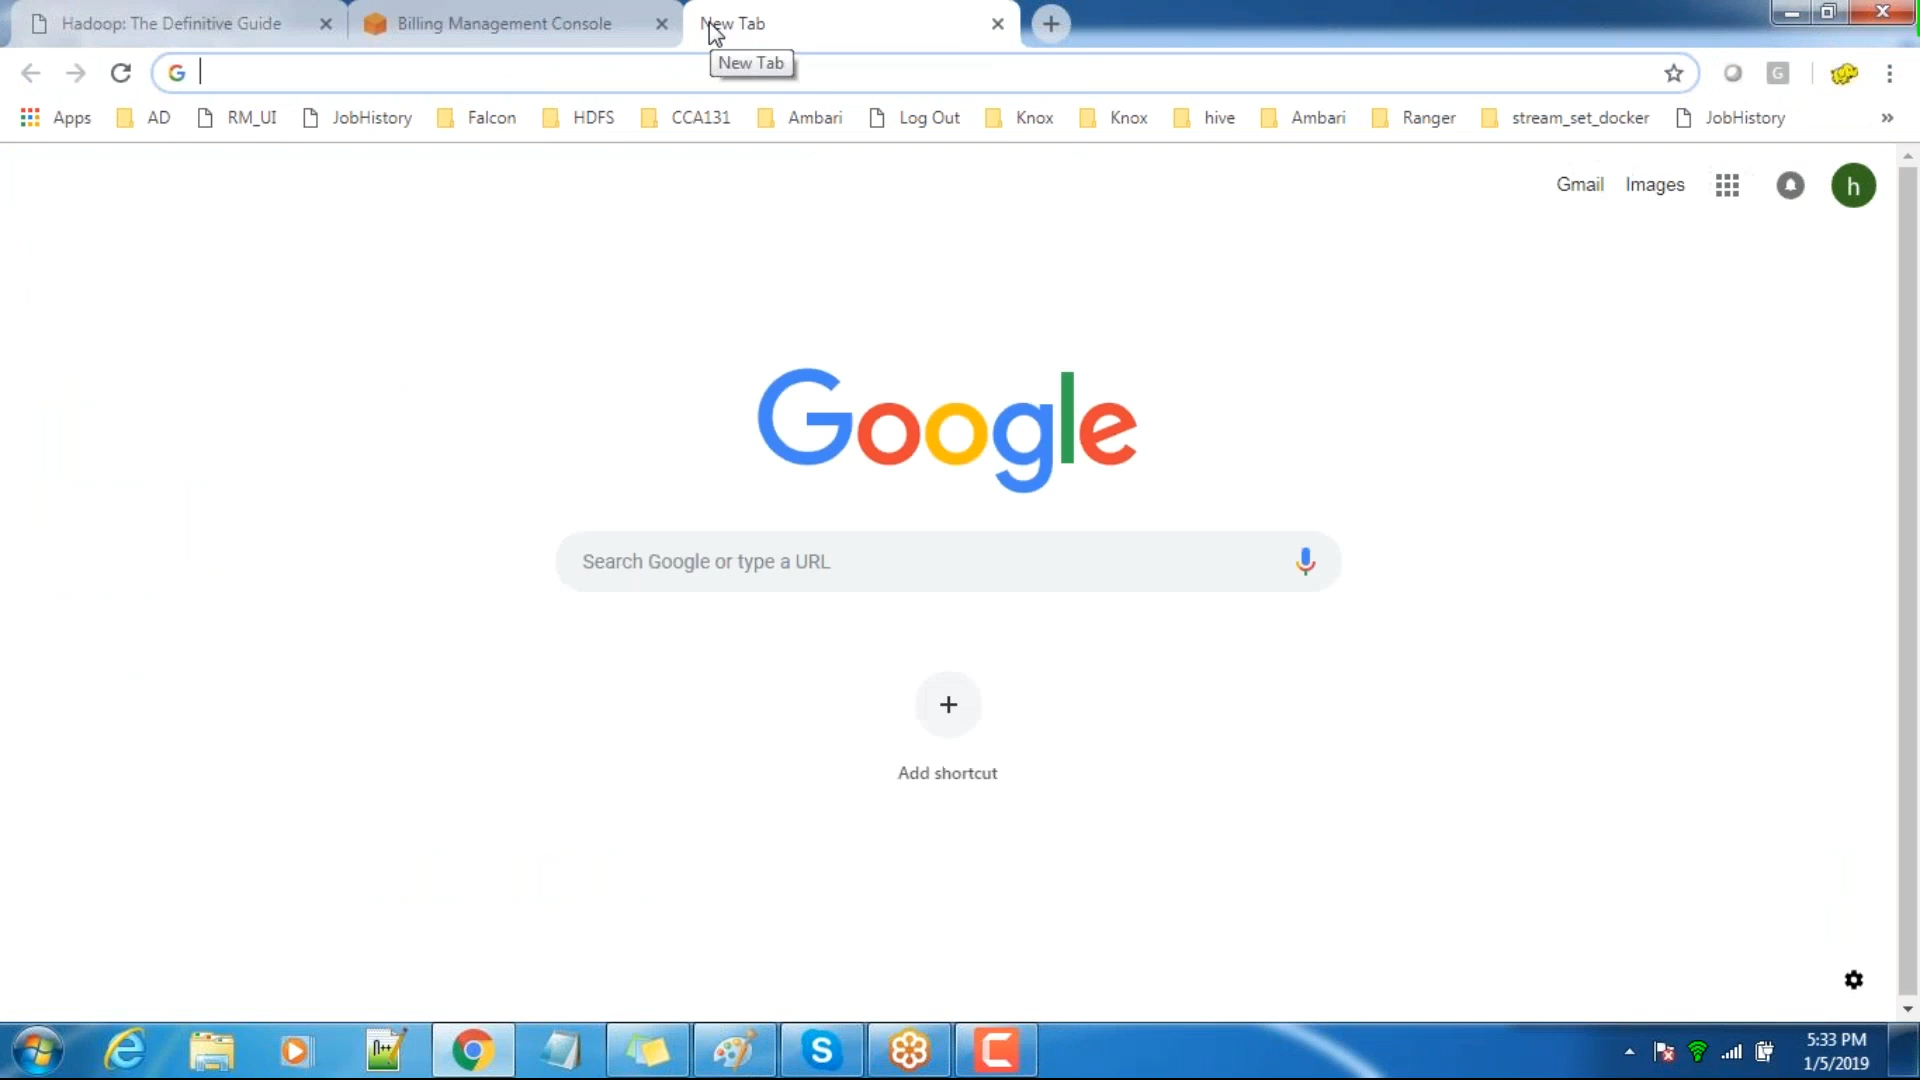 Hadoop: The Definitive Guide
Billing Management Console
New Tab
New Tab
G
Apps
AD
RM_UI
JobHistory
Falcon
HDFS
CCA131
Ambari
Log Out
Knox
Knox
hive
Ambari
Ranger
stream_set_docker
JobHistory
»
Gmail
Images
h
Google
Search Google or type a URL
Add shortcut
5:33 PM
1/5/2019